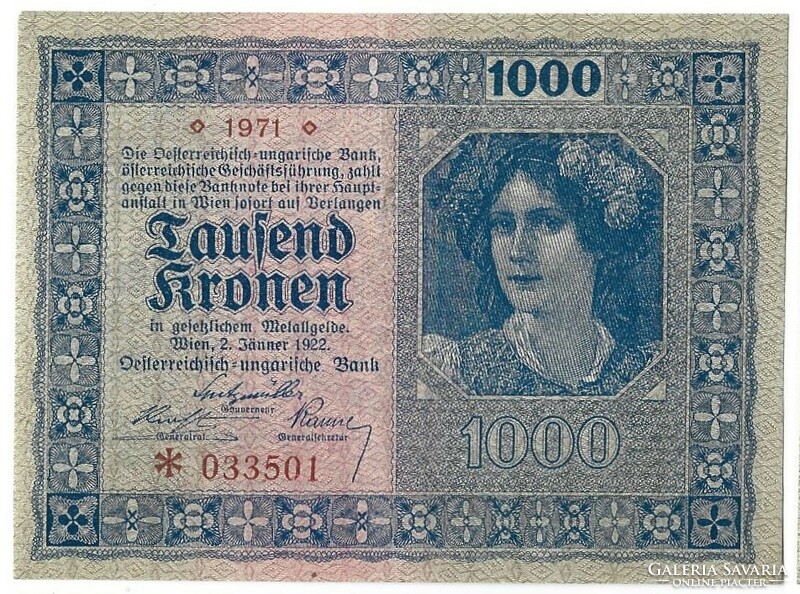 1000
◇ 1971 ◇
Die Oesterreichisch-ungarische Bank,
österreichische Geschäftsführung, zahlt
gegen diese Banknote bei ihrer Haupt-
anstalt in Wien sofort auf Verlangen
Tausend
Kronen
in gesetzlichem Metallgelde.
Wien, 2. Jänner 1922.
Oesterreichisch-ungarische Bank
Spitzmüller
Gouverneur
Generalrat
Generalsekretär
* 033501
1000
GALERIA SAVARIA
ONLINE PIACTÉR